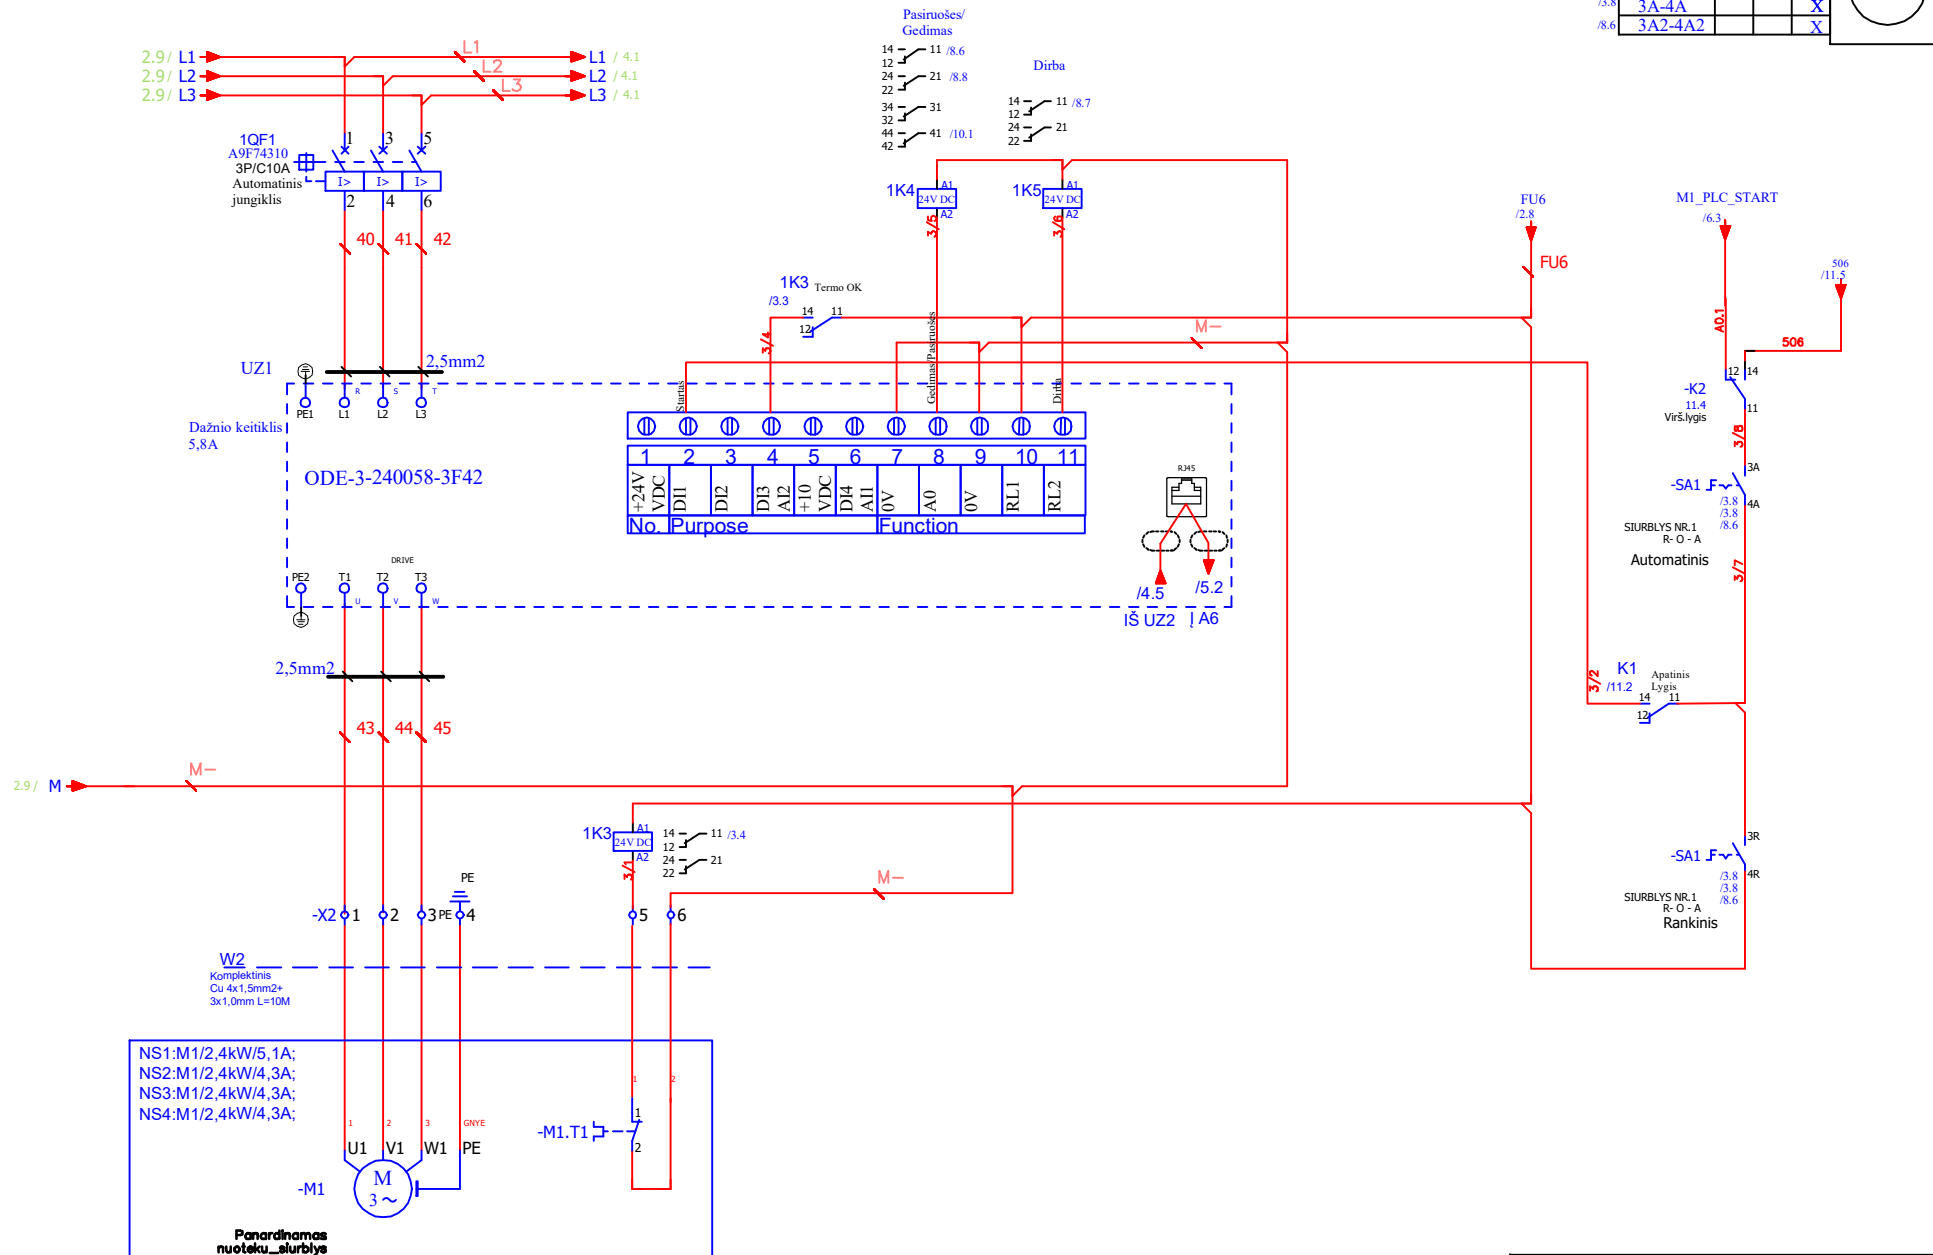 Pasiruošes/
Gedimas
14 11 /8.6
12
24 21 /8.8
22
34 31
32
44 41 /10.1
42
Dirba
14 11 /8.7
12
24 21
22
/3.8 3A-4A X
/8.6 3A2-4A2 X
2.9/ L1 L1 L1 / 4.1
2.9/ L2 L2 L2 / 4.1
2.9/ L3 L3 L3 / 4.1
1QF1
A9F74310
3P/C10A
Automatinis
jungiklis
1 3 5
I> I> I>
2 4 6
40 41 42
1K4 A1
24V DC
A2
3/5
1K5 A1
24V DC
A2
3/6
FU6
/2.8
FU6
M1_PLC_START
/6.3
A0.1
506
/11.5
506
1K3 Termo OK
/3.3
14 11
12
3/4
M-
UZ1
2,5mm2
R S T
PE1 L1 L2 L3
Dažnio keitiklis
5,8A
ODE-3-240058-3F42
Startas
Gedimas/Pasiruošęs
Dirba
1 2 3 4 5 6 7 8 9 10 11
+24V VDC
DI1
DI2
DI3 AI2
+10 VDC
DI4 AI1
0V
A0
0V
RL1
RL2
No. Purpose Function
RJ45
/4.5 /5.2
IŠ UZ2 Į A6
DRIVE
PE2 T1 T2 T3
U V W
12 14
-K2
11.4
Virš.lygis
11
3/8
3A
-SA1
/3.8
/3.8
/8.6
4A
SIURBLYS NR.1
R- O - A
Automatinis
3/7
2,5mm2
43 44 45
3/2
K1
/11.2
Apatinis
Lygis
14 11
12
2.9/ M M-
1K3 A1
24V DC
A2
14 11 /3.4
12
24 21
22
3/1
M-
3R
-SA1
/3.8
/3.8
/8.6
4R
SIURBLYS NR.1
R- O - A
Rankinis
PE
-X2 1 2 3 PE 4 5 6
W2
Komplektinis
Cu 4x1,5mm2+
3x1,0mm L=10M
NS1:M1/2,4kW/5,1A;
NS2:M1/2,4kW/4,3A;
NS3:M1/2,4kW/4,3A;
NS4:M1/2,4kW/4,3A;
1 2 3 GNYE
U1 V1 W1 PE
1 2
-M1.T1
1
2
-M1
M
3 ~
Panardinamas
nuoteku_siurblys